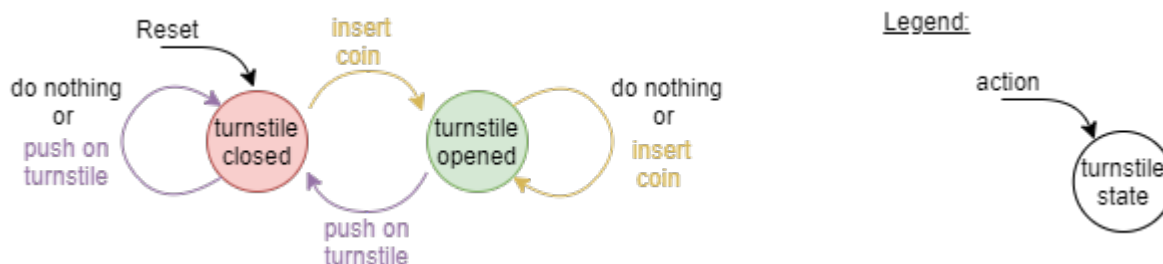 Reset
insert
coin
do nothing
or
push on
turnstile
turnstile
closed
turnstile
opened
do nothing
or
insert
coin
push on
turnstile
Legend:
action
turnstile
state